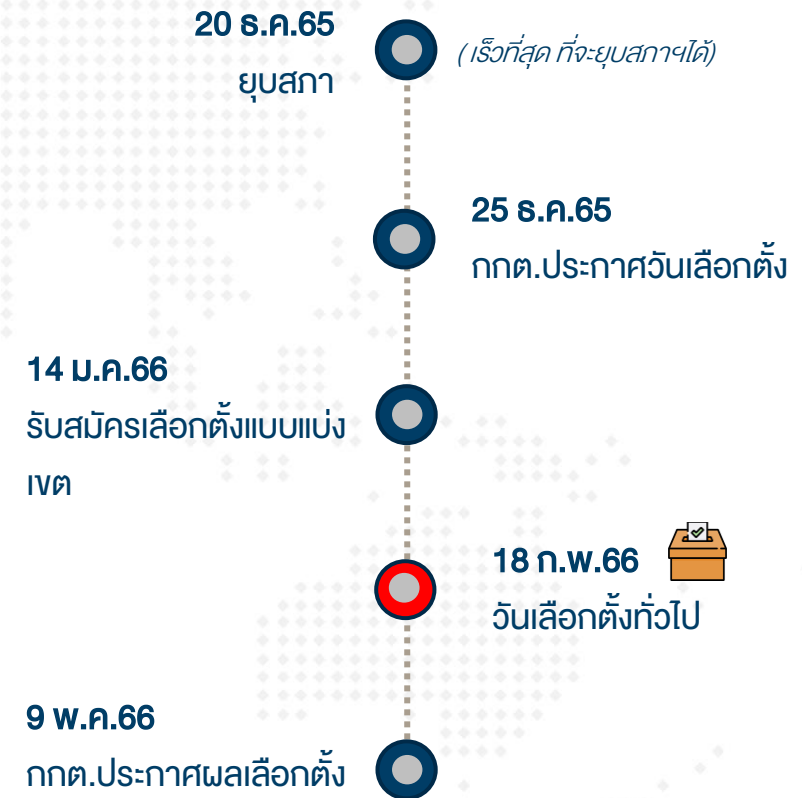 20 ธ.ค.65
ยุบสภา
( เร็วที่สุด ที่จะยุบสภาฯได้)
25 ธ.ค.65
กกต.ประกาศวันเลือกตั้ง
14 ม.ค.66
รับสมัครเลือกตั้งแบบแบ่ง
เขต
18 ก.พ.66
วันเลือกตั้งทั่วไป
9 พ.ค.66
กกต.ประกาศผลเลือกตั้ง